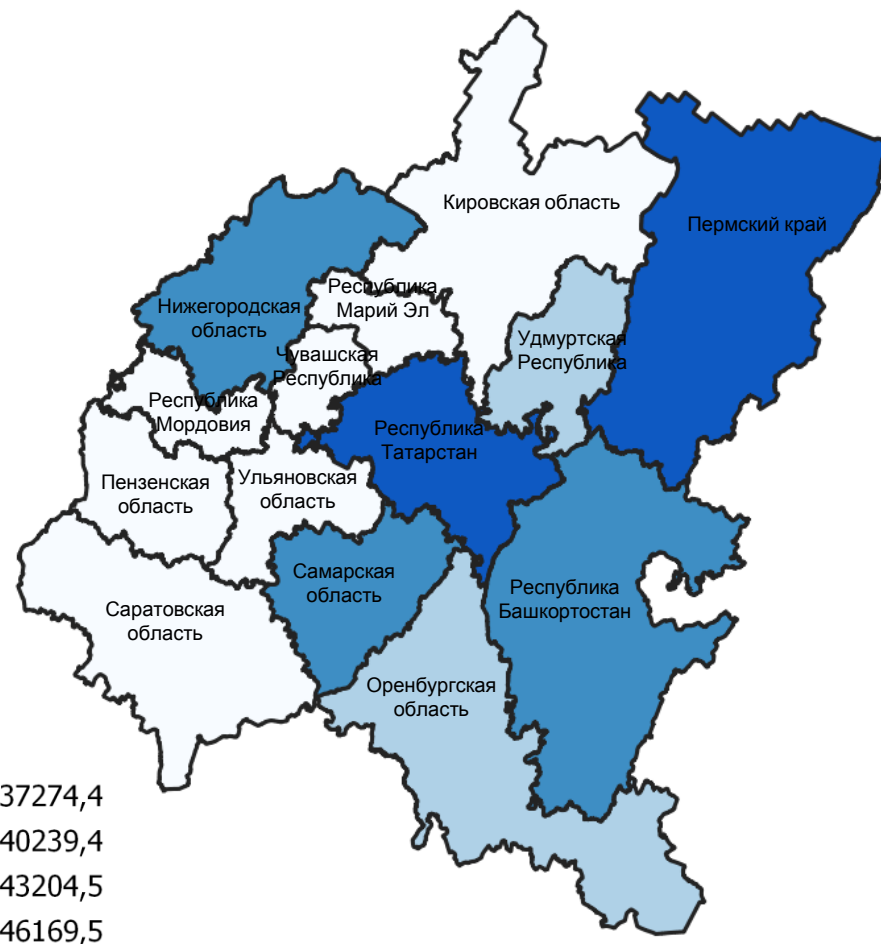 Кировская область
Пермский край
Республика
Марий Эл
Нижегородская
область
Удмуртская
Республика
Чувашская
Республика
Республика
Мордовия
Республика
Татарстан
Пензенская
область
Ульяновская
область
Самарская
область
Республика
Башкортостан
Саратовская
область
Оренбургская
область
37274,4
40239,4
43204,5
46169,5